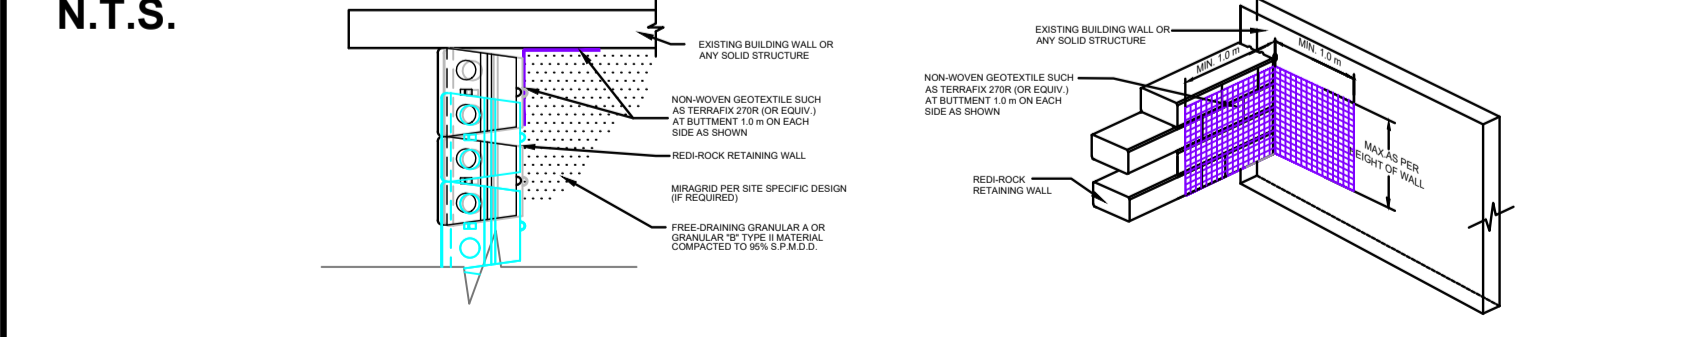 N.T.S.
EXISTING BUILDING WALL OR
ANY SOLID STRUCTURE
NON-WOVEN GEOTEXTILE SUCH
AS TERRAFIX 270R (OR EQUIV.)
AT BUTTMENT 1.0 m ON EACH
SIDE AS SHOWN
REDI-ROCK RETAINING WALL
MIRAGRID PER SITE SPECIFIC DESIGN
(IF REQUIRED)
FREE-DRAINING GRANULAR A OR
GRANULAR "B" TYPE II MATERIAL
COMPACTED TO 95% S.P.M.D.D.
EXISTING BUILDING WALL OR
ANY SOLID STRUCTURE
MIN. 1.0 m
MIN. 1.0 m
NON-WOVEN GEOTEXTILE SUCH
AS TERRAFIX 270R (OR EQUIV.)
AT BUTTMENT 1.0 m ON EACH
SIDE AS SHOWN
MAX.AS PER
EIGHT OF WALL
REDI-ROCK
RETAINING WALL